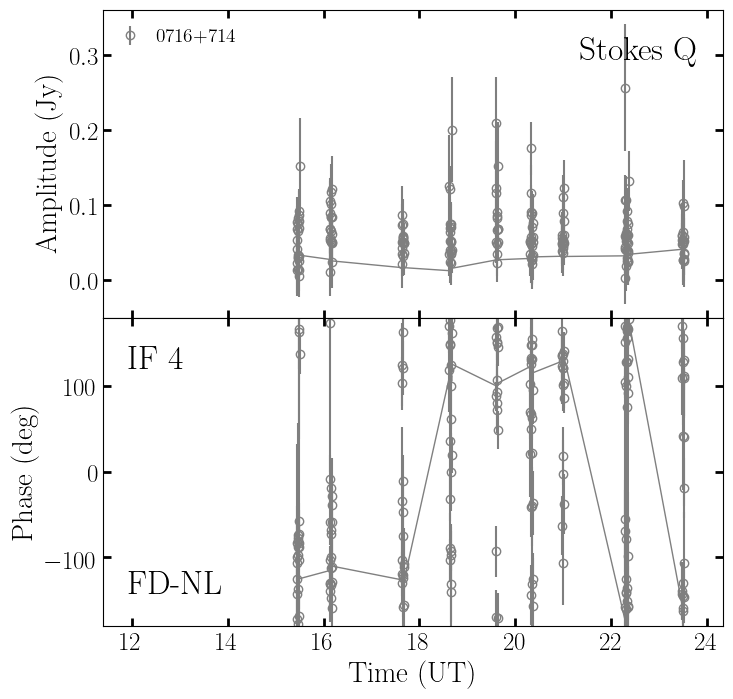 0716+714
Stokes Q
0.3
0.2
0.1
0.0
Amplitude (Jy)
IF 4
100
0
−100
Phase (deg)
FD-NL
12 14 16 18 20 22 24
Time (UT)